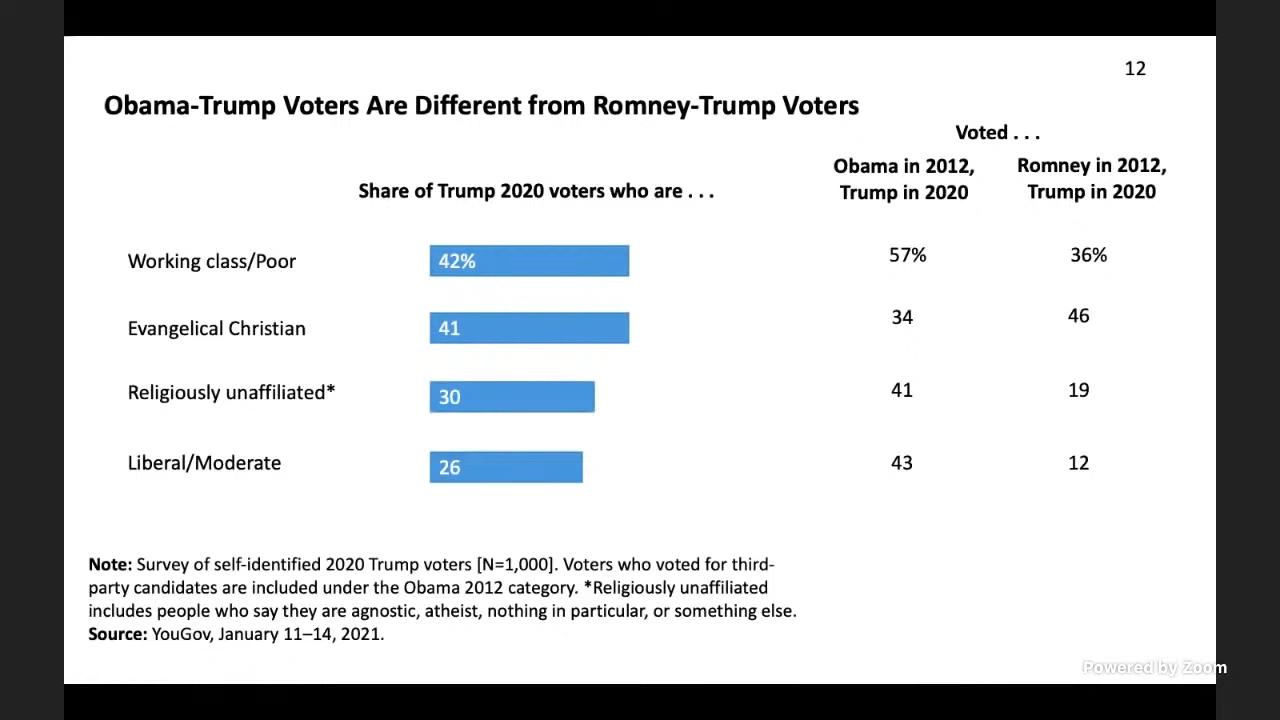 12
Obama-Trump Voters Are Different from Romney-Trump Voters
Voted . . .
Share of Trump 2020 voters who are . . .
Obama in 2012,
Trump in 2020
Romney in 2012,
Trump in 2020
Working class/Poor 42% 57% 36%
Evangelical Christian 41 34 46
Religiously unaffiliated* 30 41 19
Liberal/Moderate 26 43 12
Note: Survey of self-identified 2020 Trump voters [N=1,000]. Voters who voted for third-
party candidates are included under the Obama 2012 category. *Religiously unaffiliated
includes people who say they are agnostic, atheist, nothing in particular, or something else.
Source: YouGov, January 11–14, 2021.
Powered by Zoom